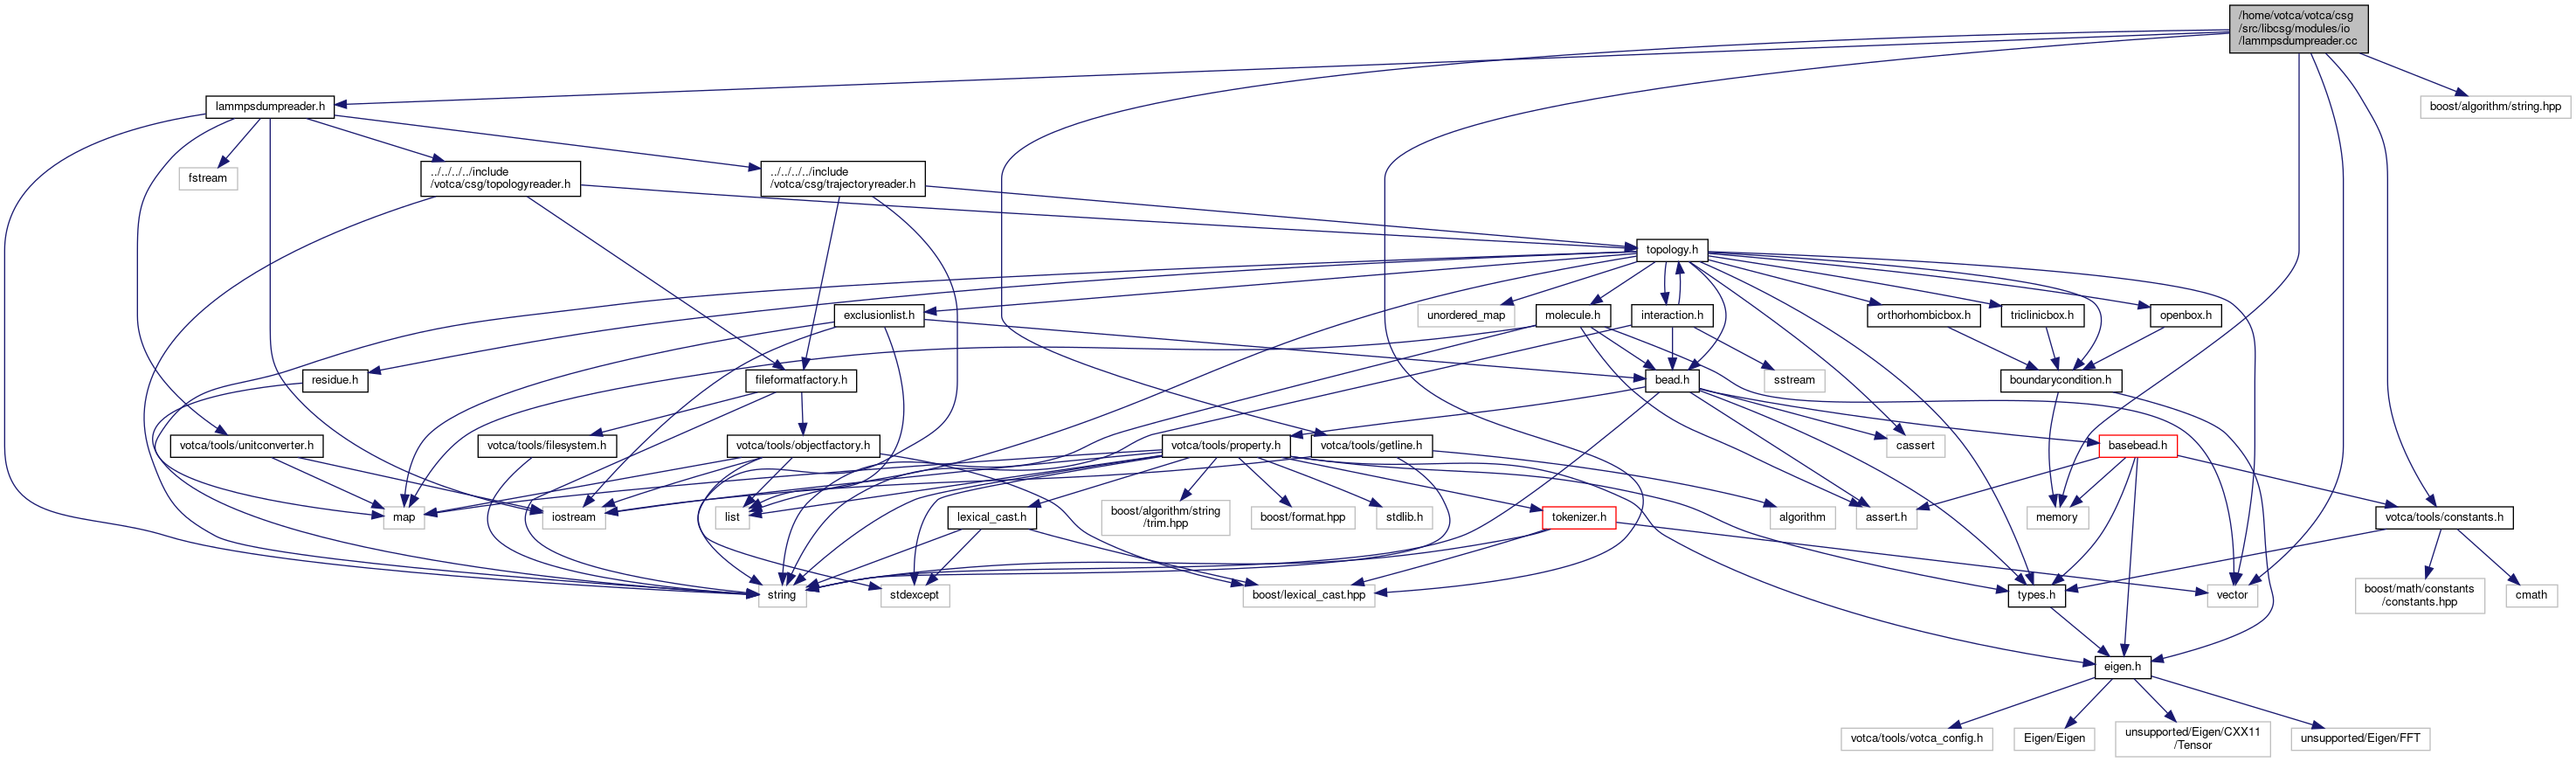 /home/votca/votca/csg
/src/libcsg/modules/io
/lammpsdumpreader.cc
lammpsdumpreader.h
boost/algorithm/string.hpp
fstream
../../../../include
/votca/csg/topologyreader.h
../../../../include
/votca/csg/trajectoryreader.h
topology.h
exclusionlist.h
unordered_map
molecule.h
interaction.h
orthorhombicbox.h
triclinicbox.h
openbox.h
residue.h
fileformatfactory.h
bead.h
sstream
boundarycondition.h
votca/tools/unitconverter.h
votca/tools/filesystem.h
votca/tools/objectfactory.h
votca/tools/property.h
votca/tools/getline.h
cassert
basebead.h
map
iostream
list
lexical_cast.h
boost/algorithm/string
/trim.hpp
boost/format.hpp
stdlib.h
tokenizer.h
algorithm
assert.h
memory
votca/tools/constants.h
string
stdexcept
boost/lexical_cast.hpp
types.h
vector
boost/math/constants
/constants.hpp
cmath
eigen.h
votca/tools/votca_config.h
Eigen/Eigen
unsupported/Eigen/CXX11
/Tensor
unsupported/Eigen/FFT